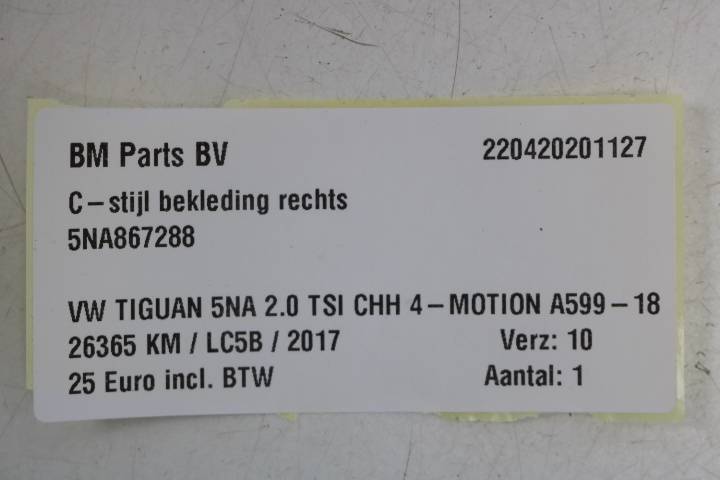 BM Parts BV 220420201127
C-stijl bekleding rechts
5NA867288
VW TIGUAN 5NA 2.0 TSI CHH 4-MOTION A599-18
26365 KM / LC5B / 2017 Verz: 10
25 Euro incl. BTW Aantal: 1